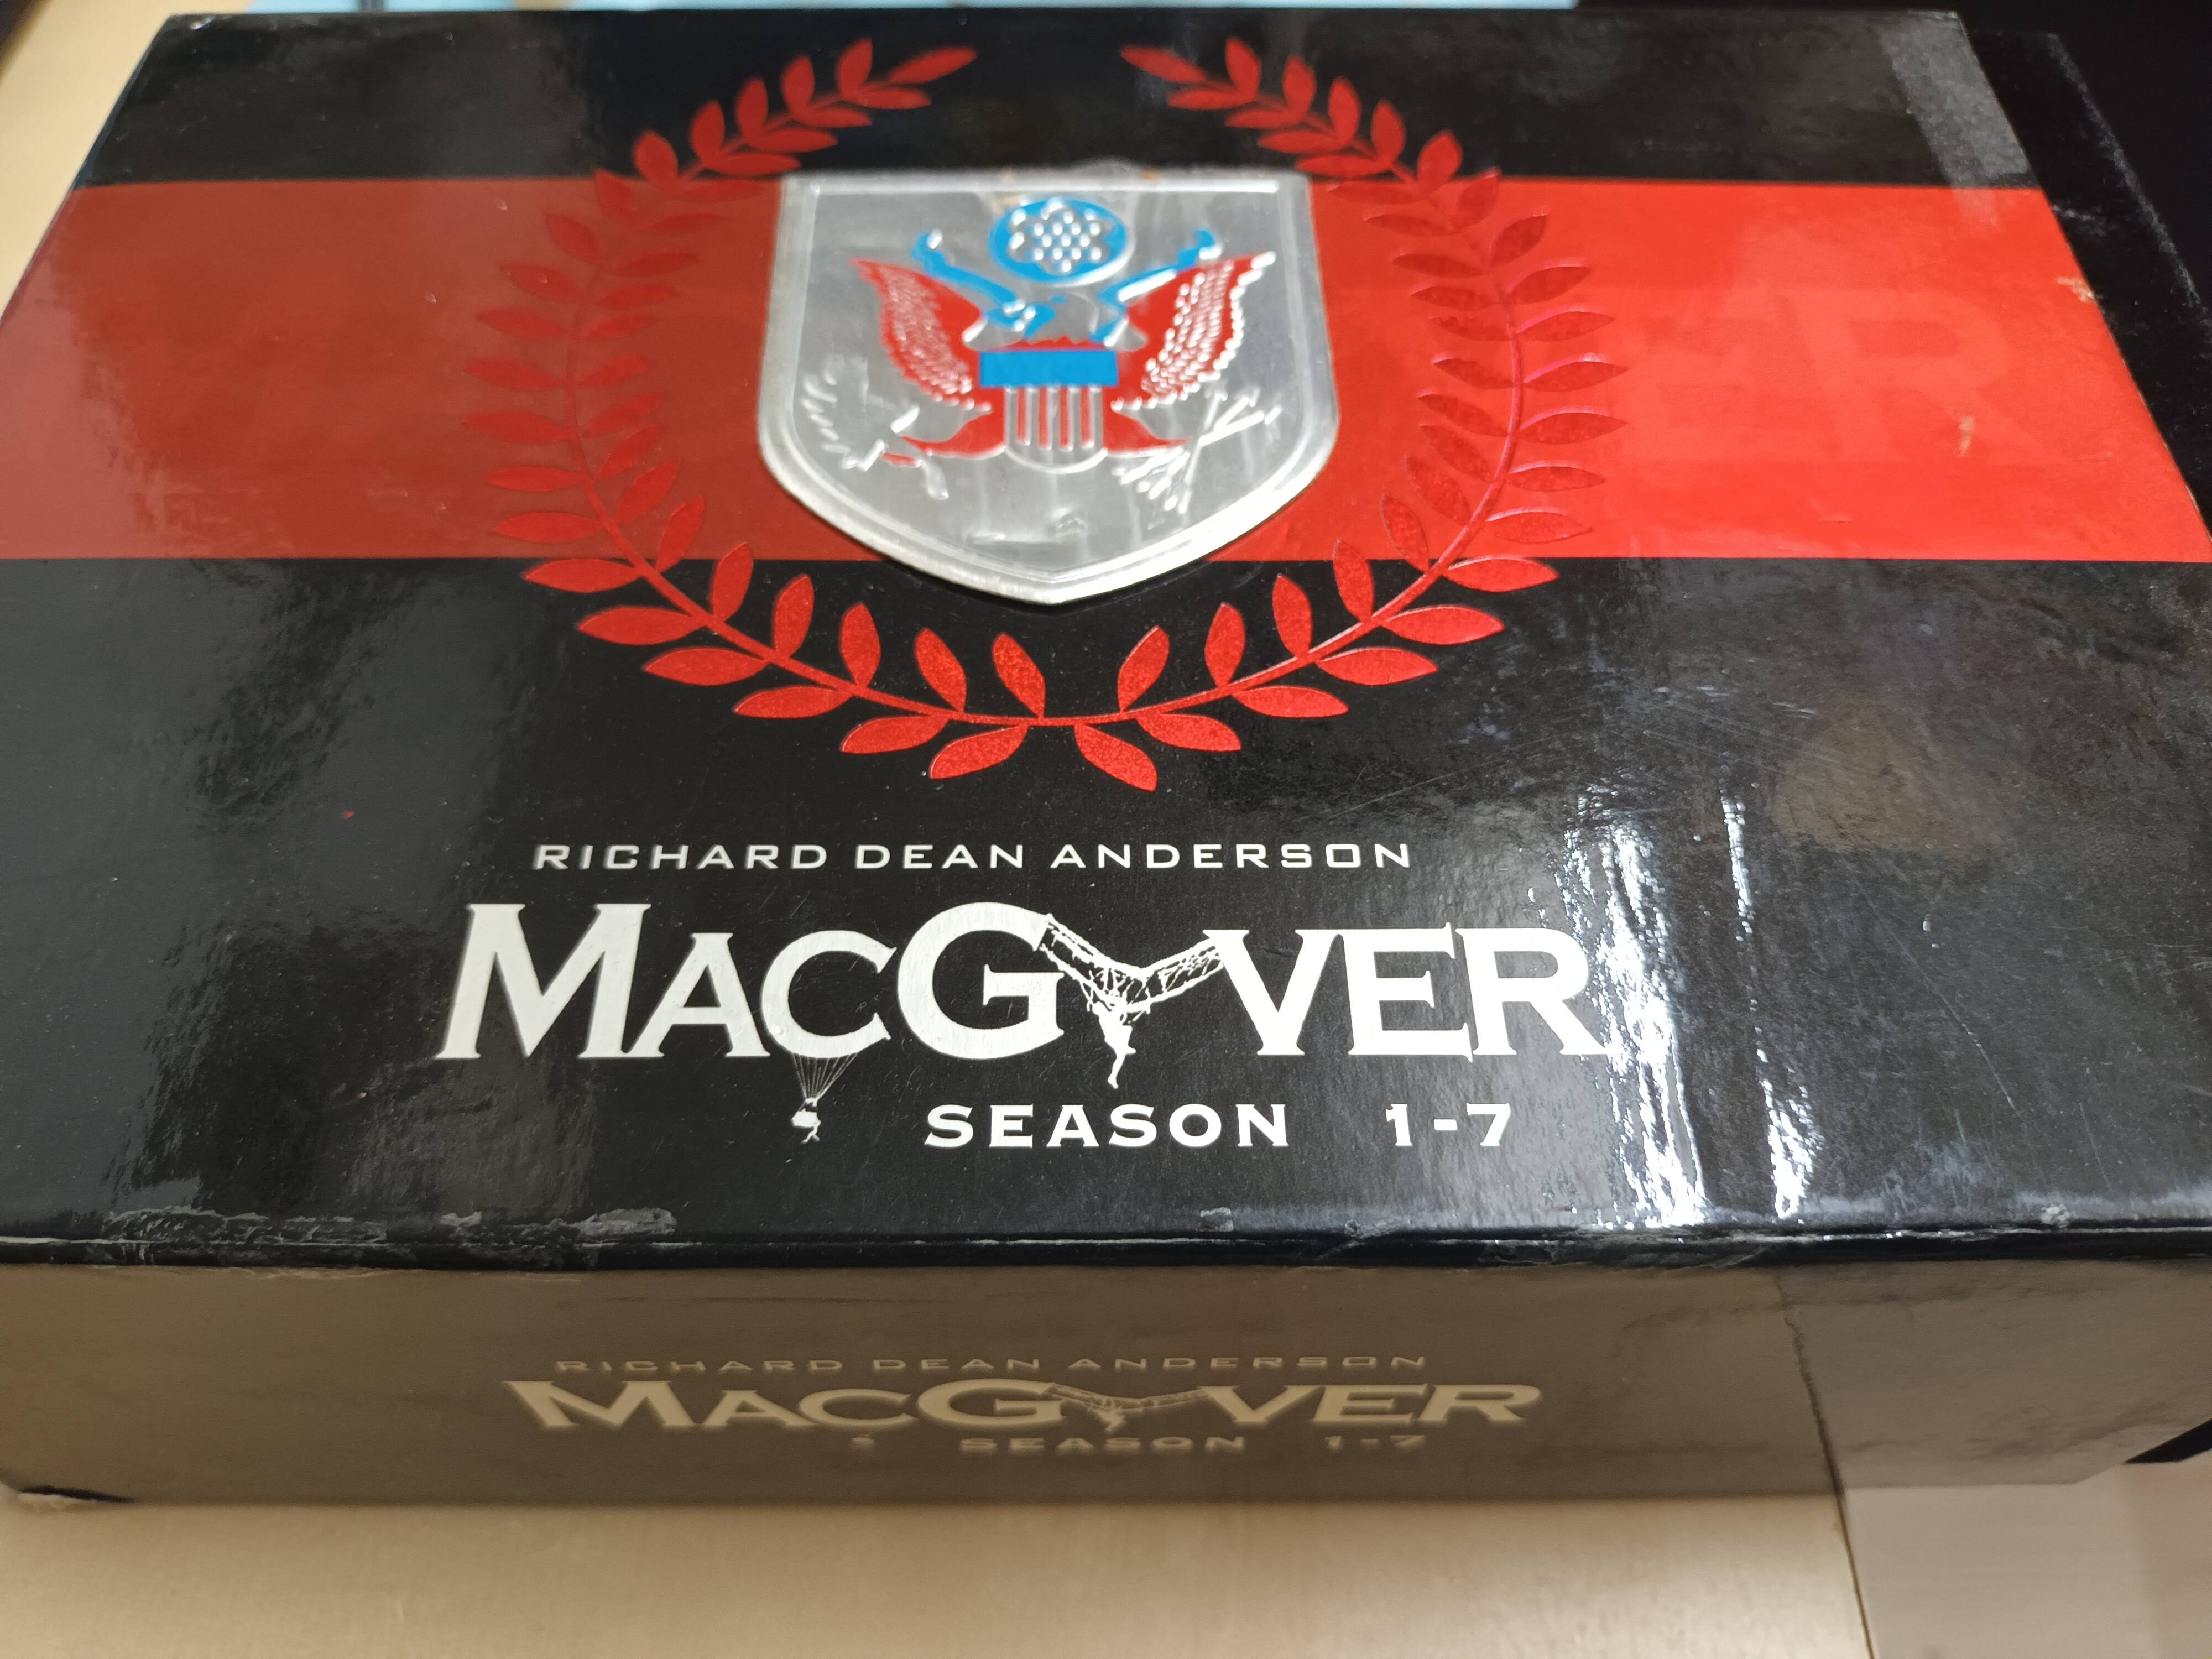 RICHARD DEAN ANDERSON
MACGYVER
SEASON 1-7
RICHARD DEAN ANDERSON
MACGYVER
SEASON 1-7